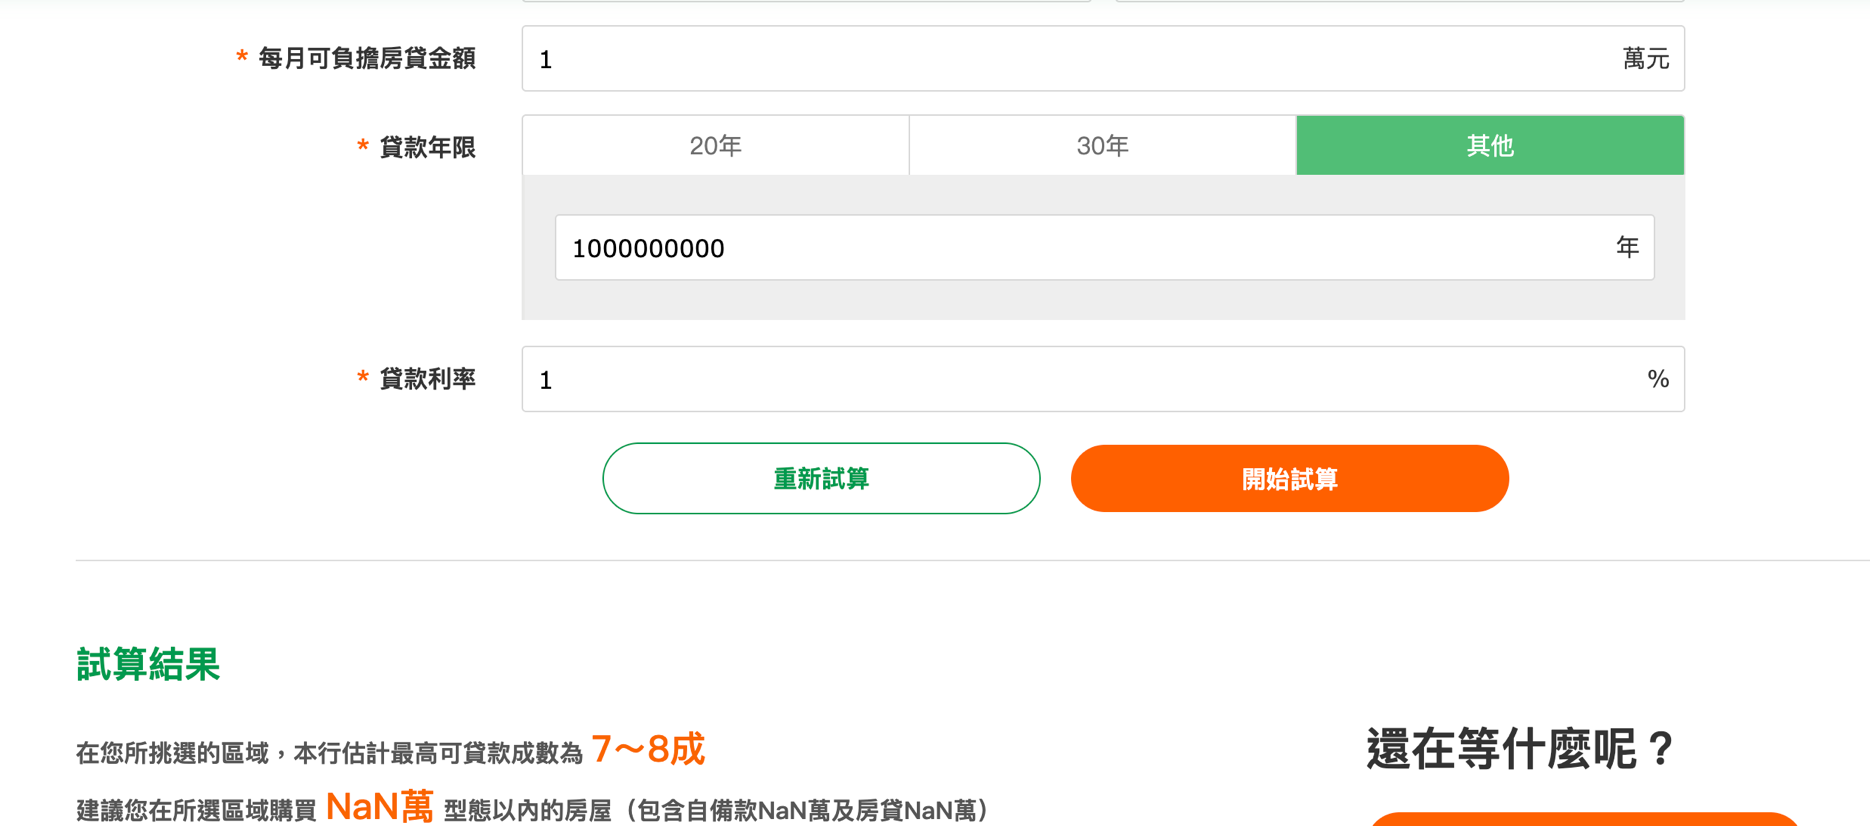 * 每月可負擔房貸金額 1 萬元
* 貸款年限 20年 30年 其他
1000000000 年
* 貸款利率 1 %
重新試算 開始試算
試算結果
在您所挑選的區域，本行估計最高可貸款成數為 7～8成
建議您在所選區域購買 NaN萬 型態以內的房屋（包含自備款NaN萬及房貸NaN萬）
還在等什麼呢？